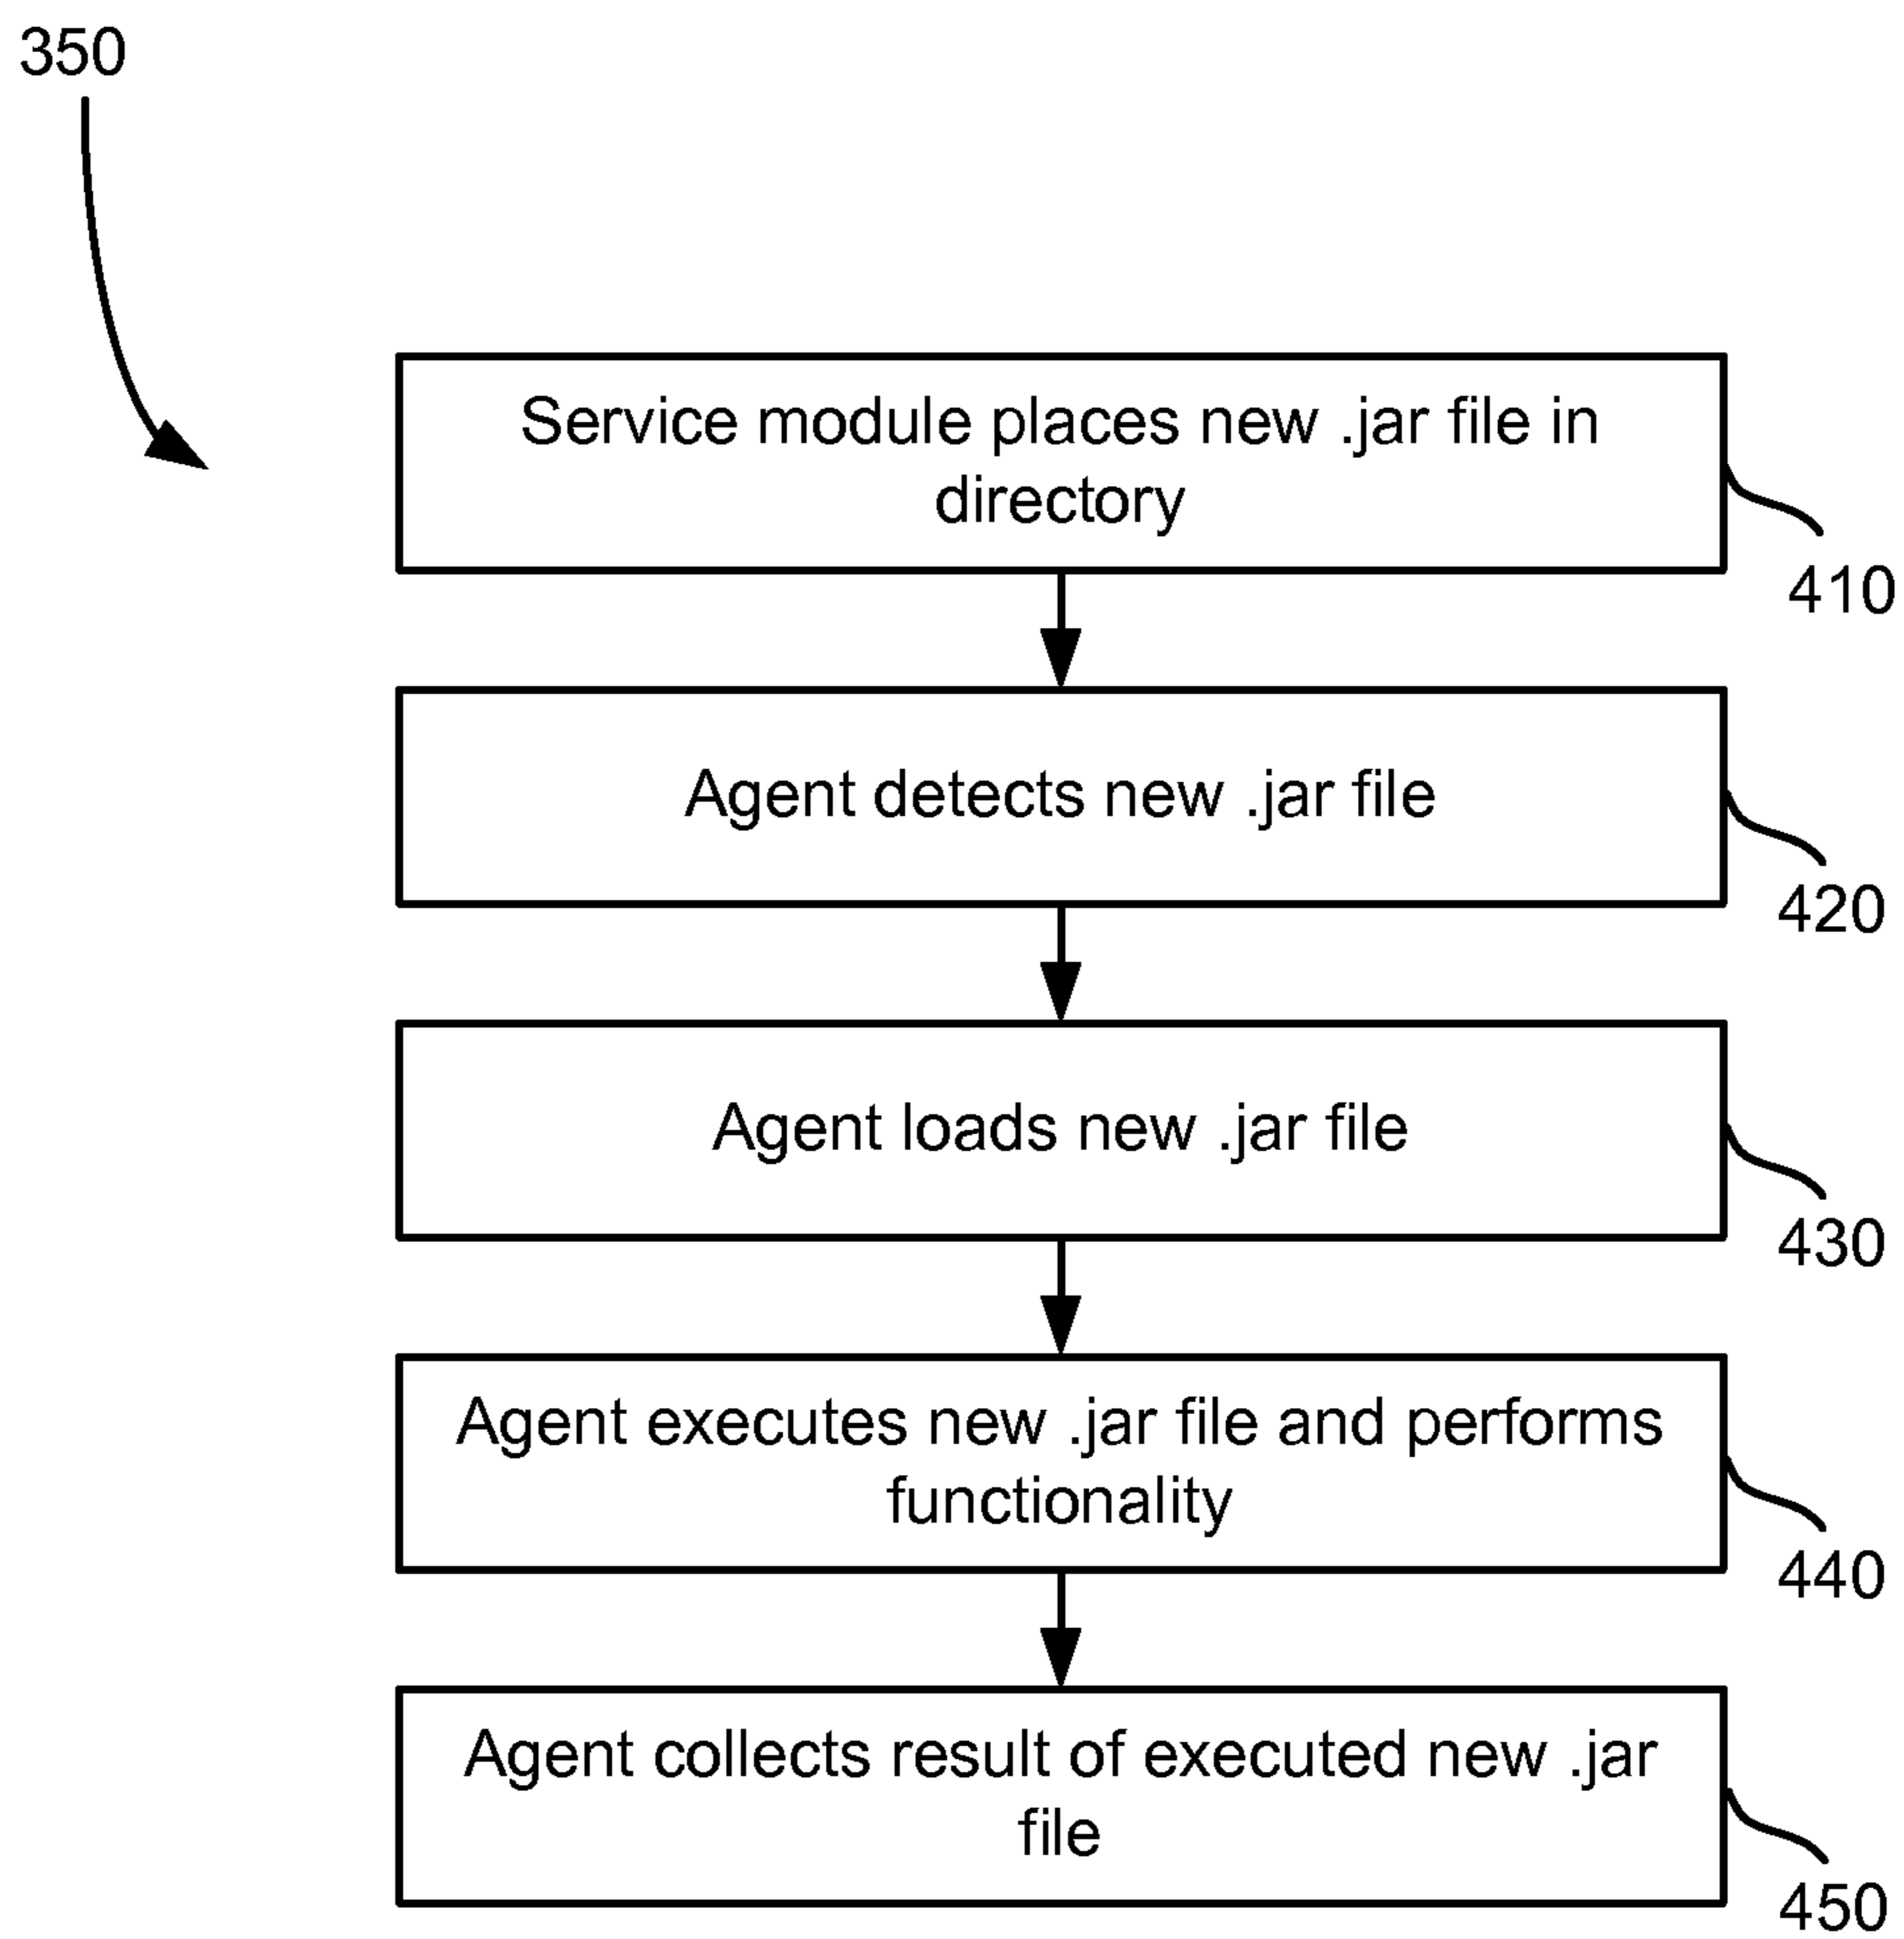 350
Service module places new .jar file in
directory
410
Agent detects new .jar file
420
Agent loads new .jar file
430
Agent executes new .jar file and performs
functionality
440
Agent collects result of executed new .jar
file
450